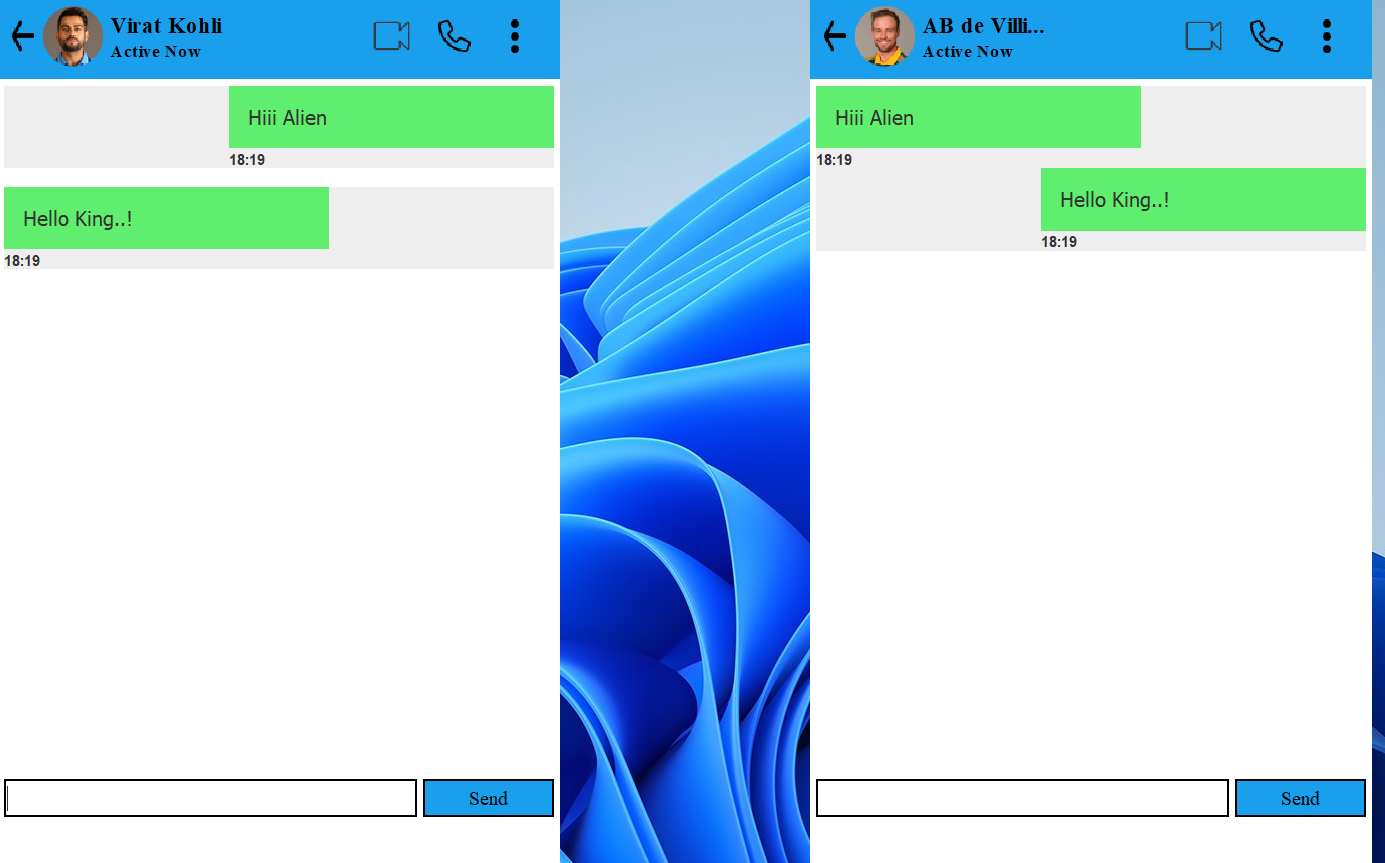 Virat Kohli
Active Now
Hiii Alien
18:19
Hello King..!
18:19
Send
AB de Villi...
Active Now
Hiii Alien
18:19
Hello King..!
18:19
Send